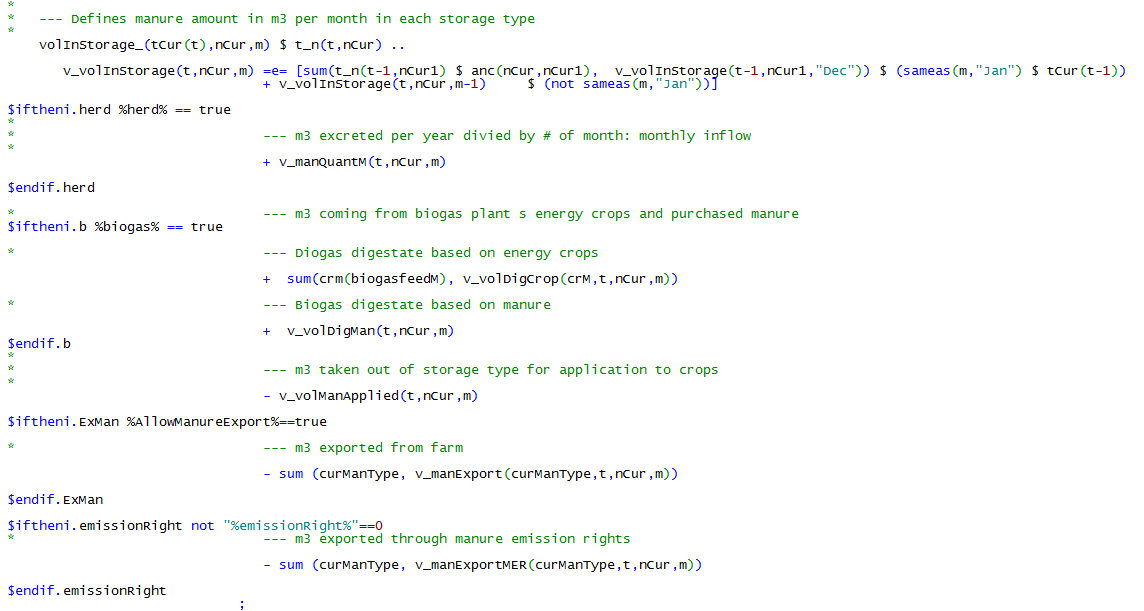 *
*   --- Defines manure amount in m3 per month in each storage type
*
    volInStorage_(tCur(t),nCur,m) $ t_n(t,nCur) ..
       v_volInStorage(t,nCur,m) =e= [sum(t_n(t-1,nCur1) $ anc(nCur,nCur1),  v_volInStorage(t-1,nCur1,"Dec")) $ (sameas(m,"Jan") $ tCur(t-1))
                                + v_volInStorage(t,nCur,m-1)     $ (not sameas(m,"Jan"))]
$iftheni.herd %herd% == true
*
*                               --- m3 excreted per year divied by # of month: monthly inflow
*
                                + v_manQuantM(t,nCur,m)
$endif.herd
*                               --- m3 coming from biogas plant s energy crops and purchased manure
$iftheni.b %biogas% == true
*                               --- Diogas digestate based on energy crops
                                +  sum(crm(biogasfeedM), v_volDigCrop(crM,t,nCur,m))
*                               --- Biogas digestate based on manure
                                +  v_volDigMan(t,nCur,m)
$endif.b
*
*                               --- m3 taken out of storage type for application to crops
*
                                - v_volManApplied(t,nCur,m)
$iftheni.ExMan %AllowManureExport%==true
*                               --- m3 exported from farm
                                - sum (curManType, v_manExport(curManType,t,nCur,m))
$endif.ExMan
$iftheni.emissionRight not "%emissionRight%"==0
*                               --- m3 exported through manure emission rights
                                - sum (curManType, v_manExportMER(curManType,t,nCur,m))
$endif.emissionRight
                             ;